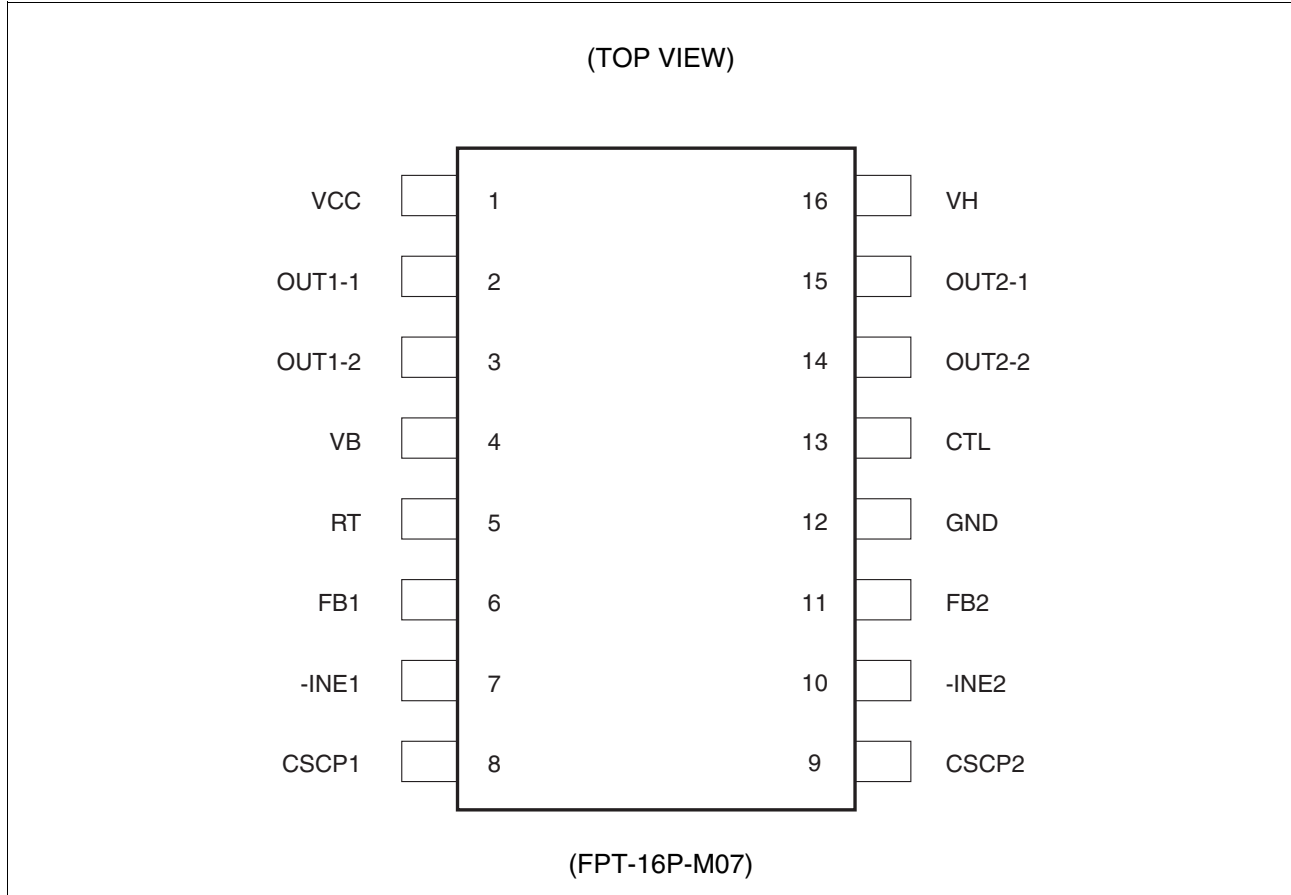 (TOP VIEW)
VCC 1 16 VH
OUT1-1 2 15 OUT2-1
OUT1-2 3 14 OUT2-2
VB 4 13 CTL
RT 5 12 GND
FB1 6 11 FB2
-INE1 7 10 -INE2
CSCP1 8 9 CSCP2
(FPT-16P-M07)